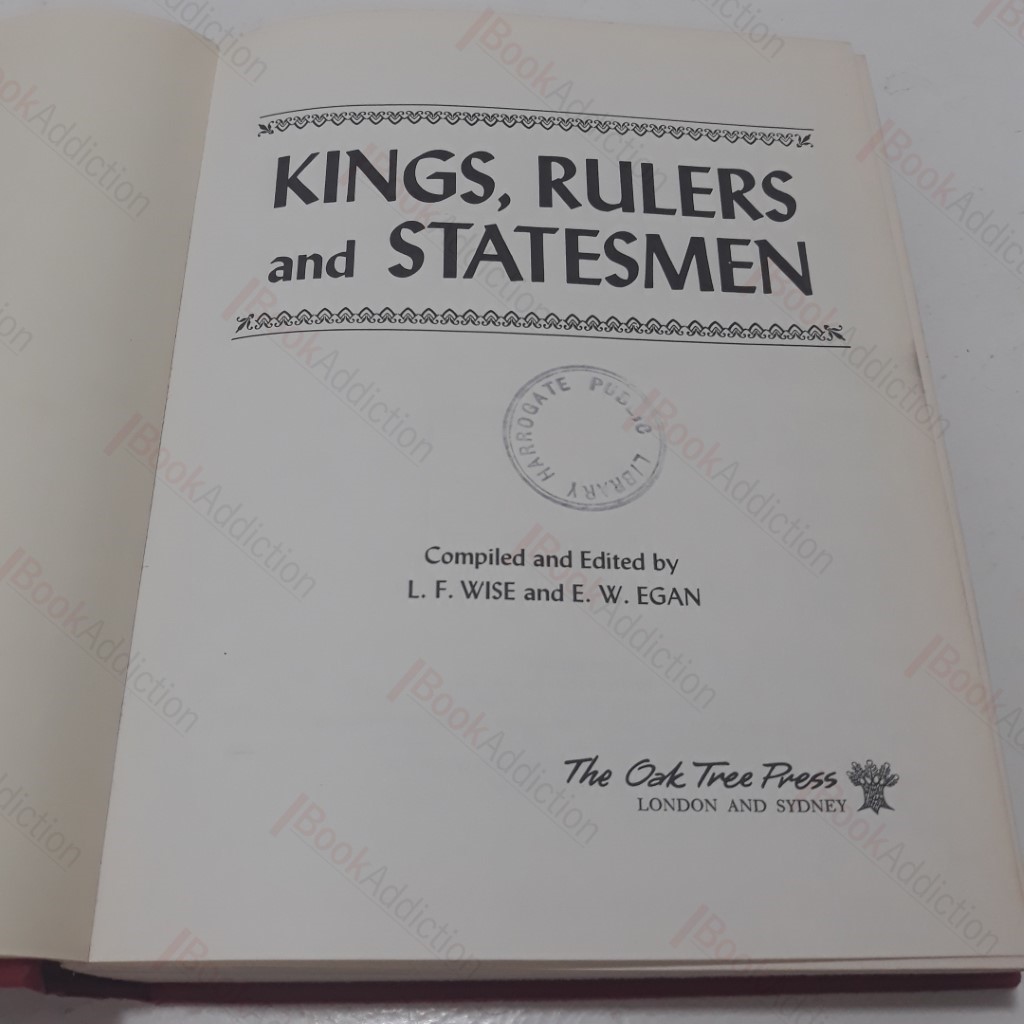 KINGS, RULERS
and STATESMEN
HARROGATE PUBLIC LIBRARY
Compiled and Edited by
L. F. WISE and E. W. EGAN
The Oak Tree Press
LONDON AND SYDNEY
BookAddiction